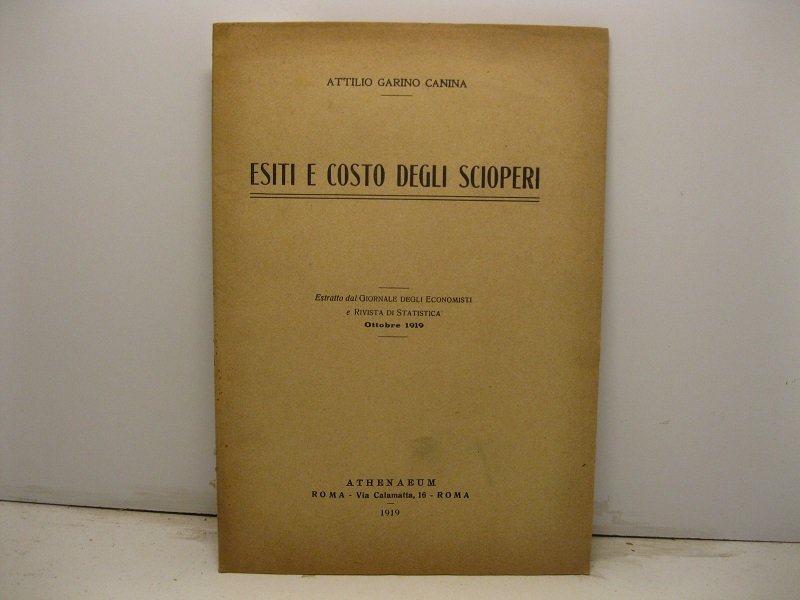 ATTILIO GARINO CANINA
ESITI E COSTO DEGLI SCIOPERI
Estratto dal GIORNALE DEGLI ECONOMISTI
e RIVISTA DI STATISTICA
Ottobre 1919
ATHENAEUM
ROMA - Via Calamatta, 16 - ROMA
1919